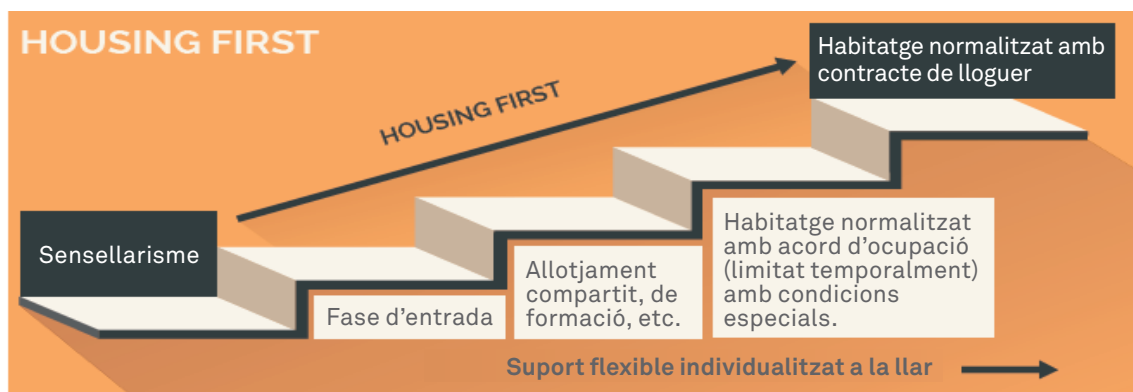 HOUSING FIRST
Habitatge normalitzat amb
contracte de lloguer
HOUSING FIRST
Sensellarisme
Fase d’entrada
Allotjament
compartit, de
formació, etc.
Habitatge normalitzat
amb acord d’ocupació
(limitat temporalment)
amb condicions
especials.
Suport flexible individualitzat a la llar